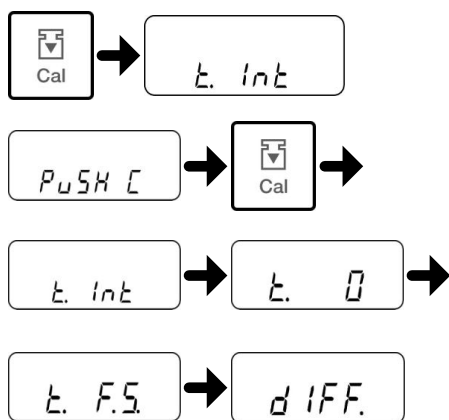 Cal t. Int
PuSH C Cal
t. Int t. 0
t. F.S. dIFF.